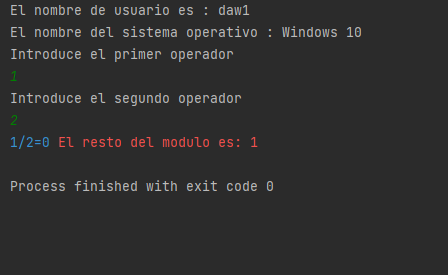 El nombre de usuario es : daw1
El nombre del sistema operativo : Windows 10
Introduce el primer operador
1
Introduce el segundo operador
2
1/2=0 El resto del modulo es: 1
Process finished with exit code 0